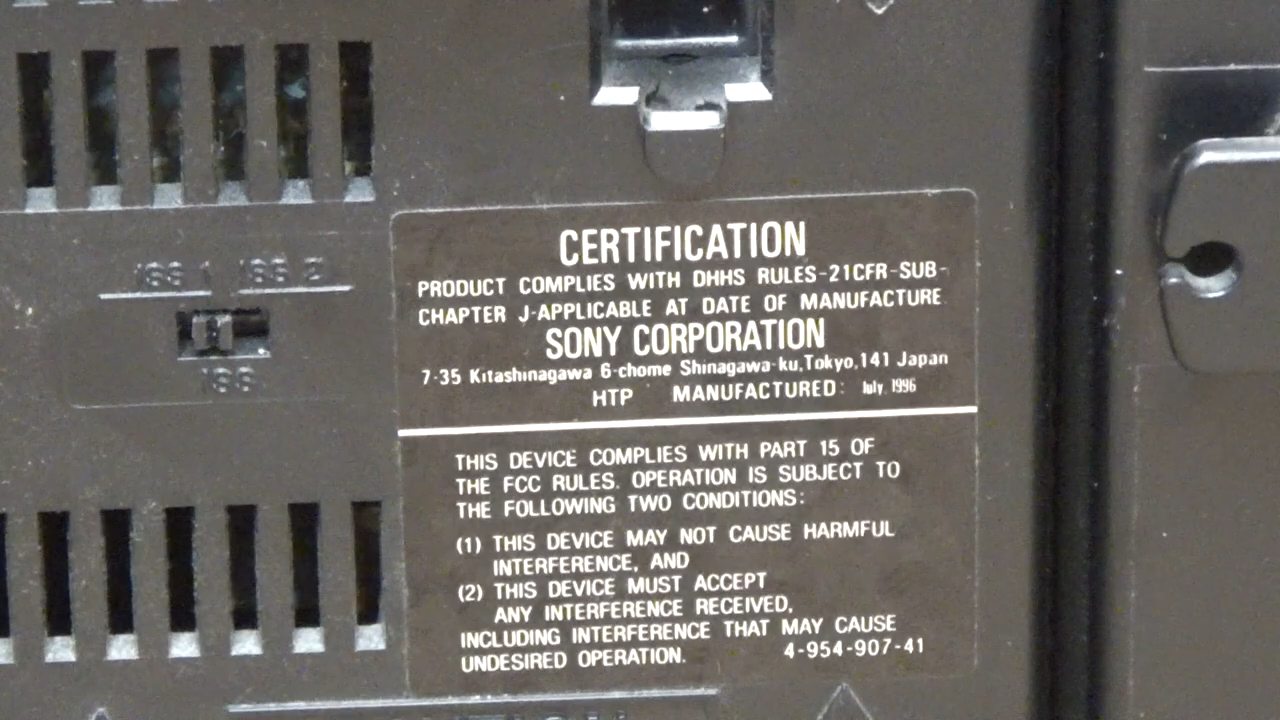 ISS 1 ISS 2
ISS
CERTIFICATION
PRODUCT COMPLIES WITH DHHS RULES-21CFR-SUB-
CHAPTER J-APPLICABLE AT DATE OF MANUFACTURE.
SONY CORPORATION
7-35 Kitashinagawa 6-chome Shinagawa-ku,Tokyo,141 Japan
HTP MANUFACTURED: July. 1996
THIS DEVICE COMPLIES WITH PART 15 OF
THE FCC RULES. OPERATION IS SUBJECT TO
THE FOLLOWING TWO CONDITIONS:
(1) THIS DEVICE MAY NOT CAUSE HARMFUL
INTERFERENCE, AND
(2) THIS DEVICE MUST ACCEPT
ANY INTERFERENCE RECEIVED,
INCLUDING INTERFERENCE THAT MAY CAUSE
UNDESIRED OPERATION. 4-954-907-41